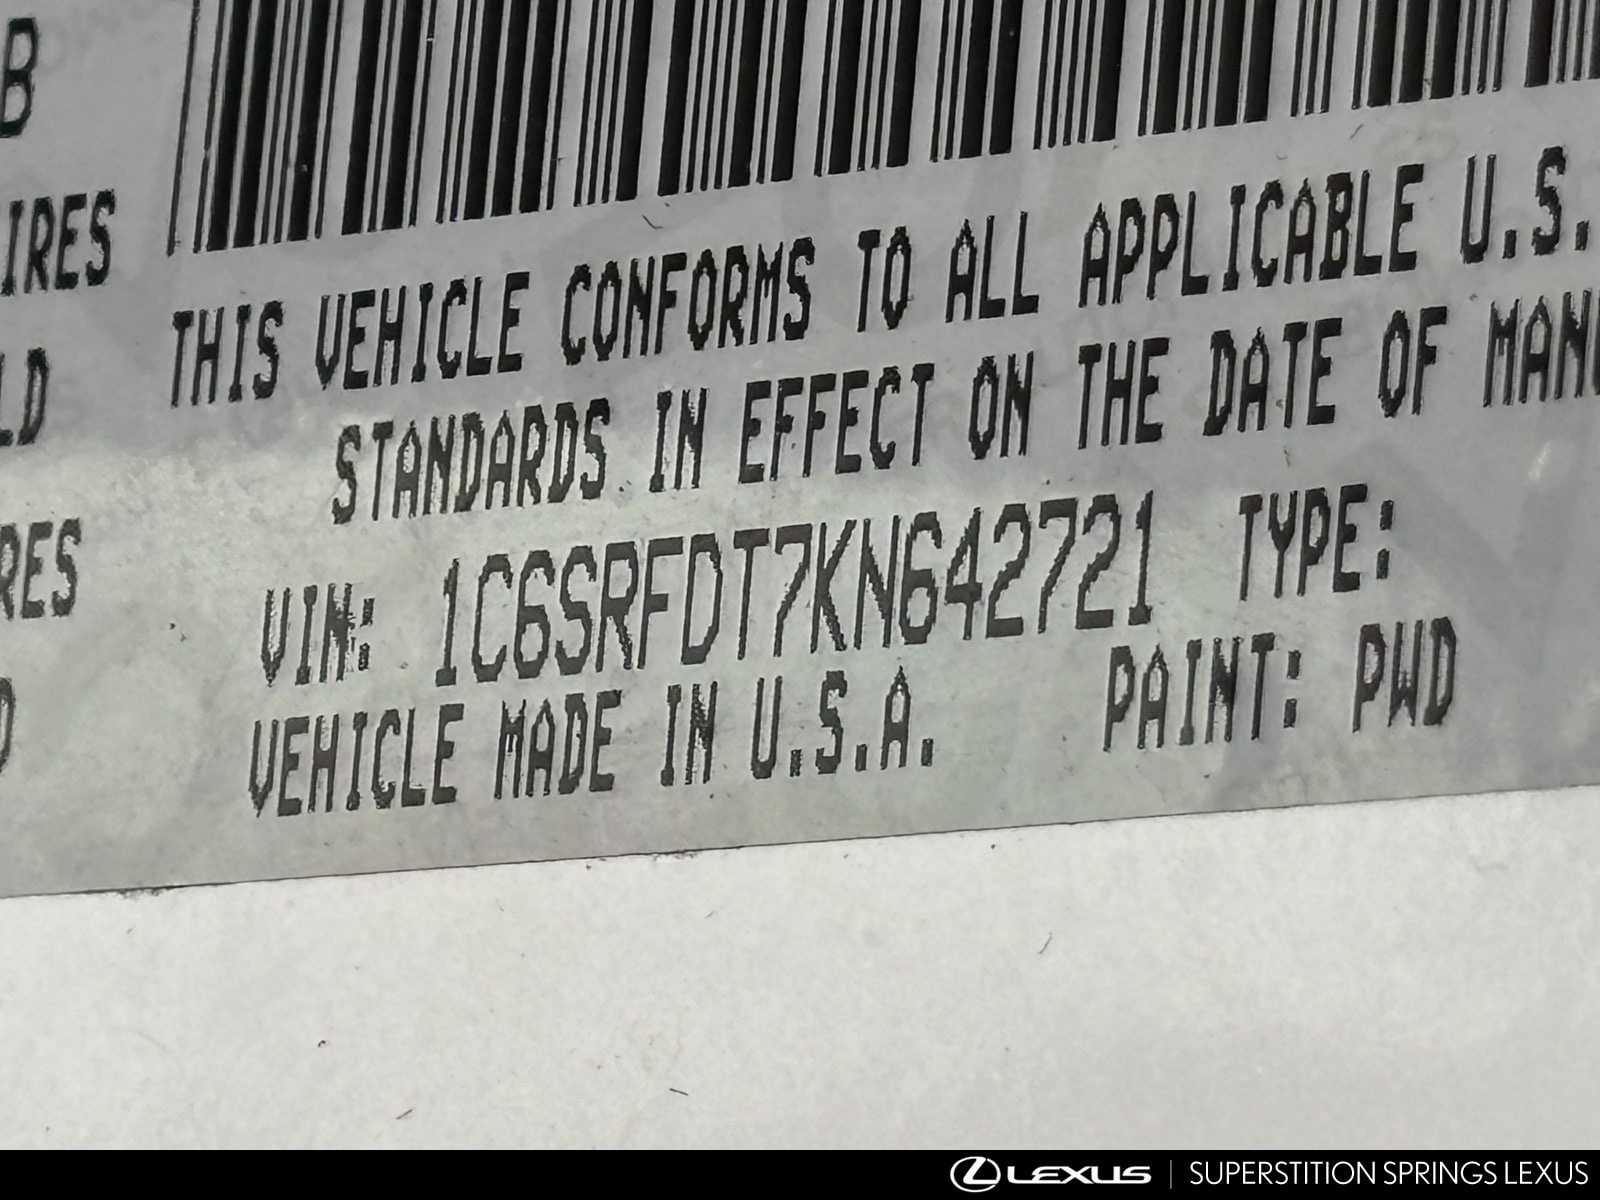 B
IRES
THIS VEHICLE CONFORMS TO ALL APPLICABLE U.S.
LD
STANDARDS IN EFFECT ON THE DATE OF MANU
RES
VIN: 1C6SRFDT7KN642721 TYPE:
VEHICLE MADE IN U.S.A. PAINT: PWD
LEXUS | SUPERSTITION SPRINGS LEXUS